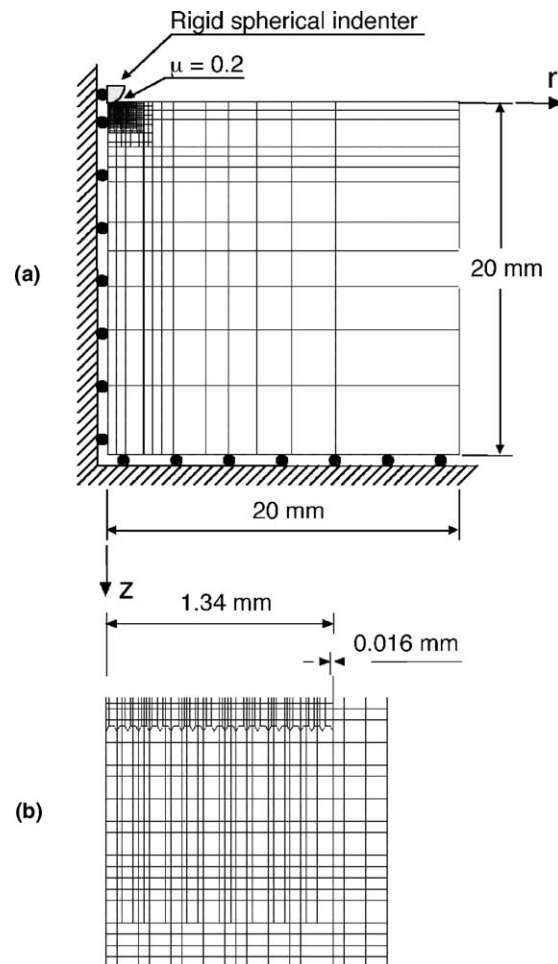 Rigid spherical indenter
μ = 0.2
r
(a)
20 mm
20 mm
z
1.34 mm
0.016 mm
(b)